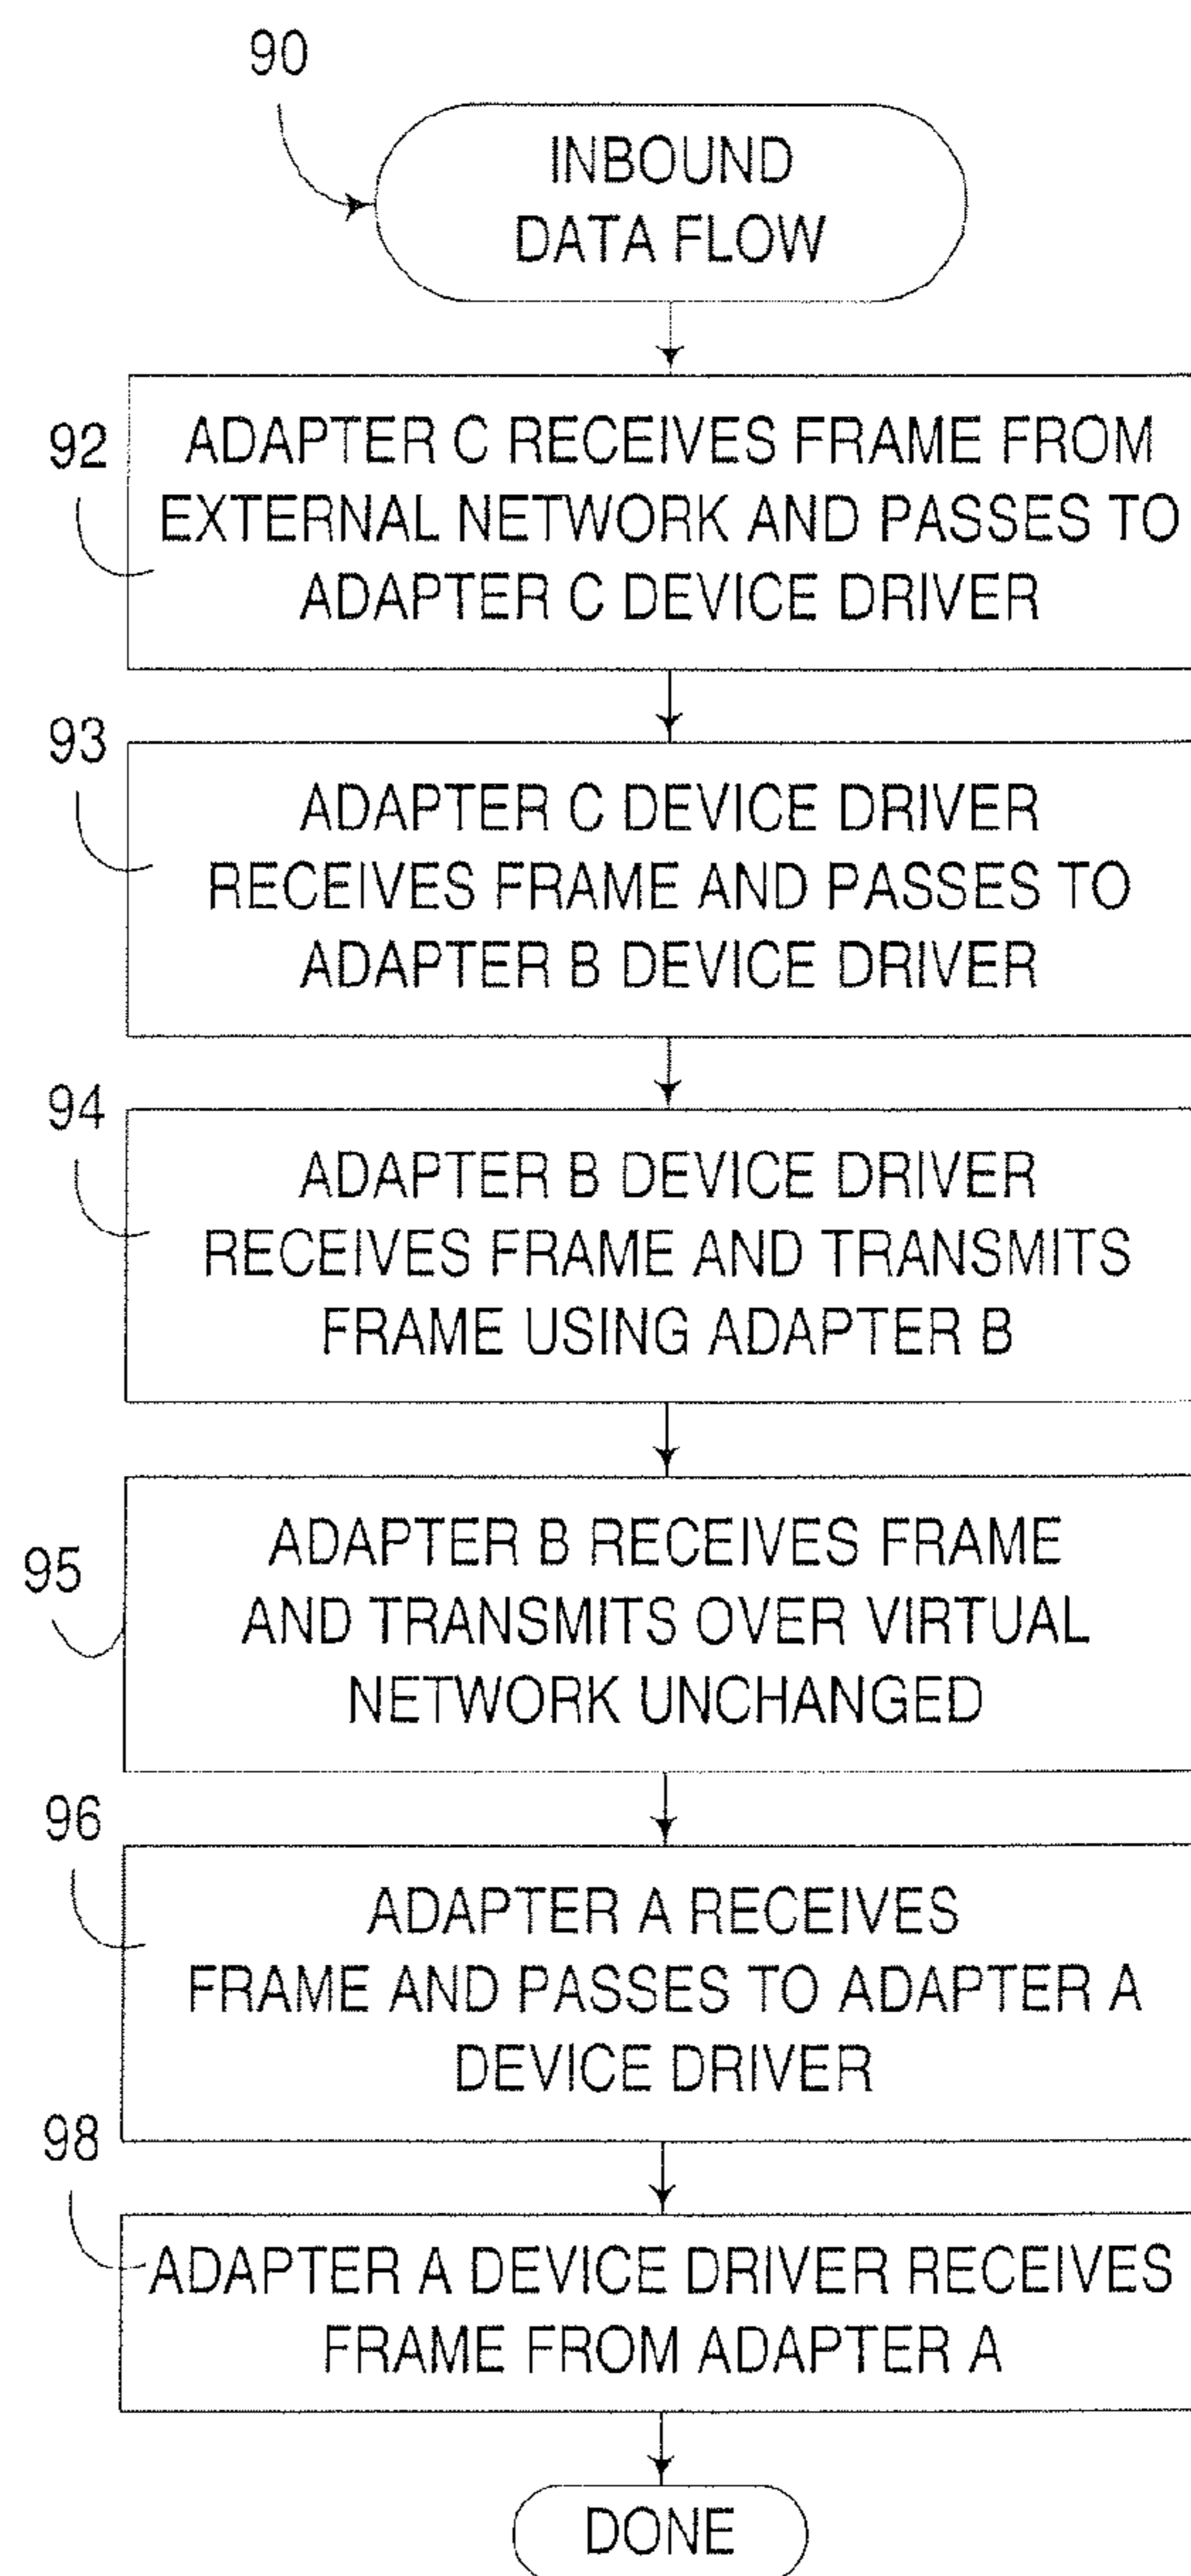 90
INBOUND
DATA FLOW
92
ADAPTER C RECEIVES FRAME FROM
EXTERNAL NETWORK AND PASSES TO
ADAPTER C DEVICE DRIVER
93
ADAPTER C DEVICE DRIVER
RECEIVES FRAME AND PASSES TO
ADAPTER B DEVICE DRIVER
94
ADAPTER B DEVICE DRIVER
RECEIVES FRAME AND TRANSMITS
FRAME USING ADAPTER B
95
ADAPTER B RECEIVES FRAME
AND TRANSMITS OVER VIRTUAL
NETWORK UNCHANGED
96
ADAPTER A RECEIVES
FRAME AND PASSES TO ADAPTER A
DEVICE DRIVER
98
ADAPTER A DEVICE DRIVER RECEIVES
FRAME FROM ADAPTER A
DONE